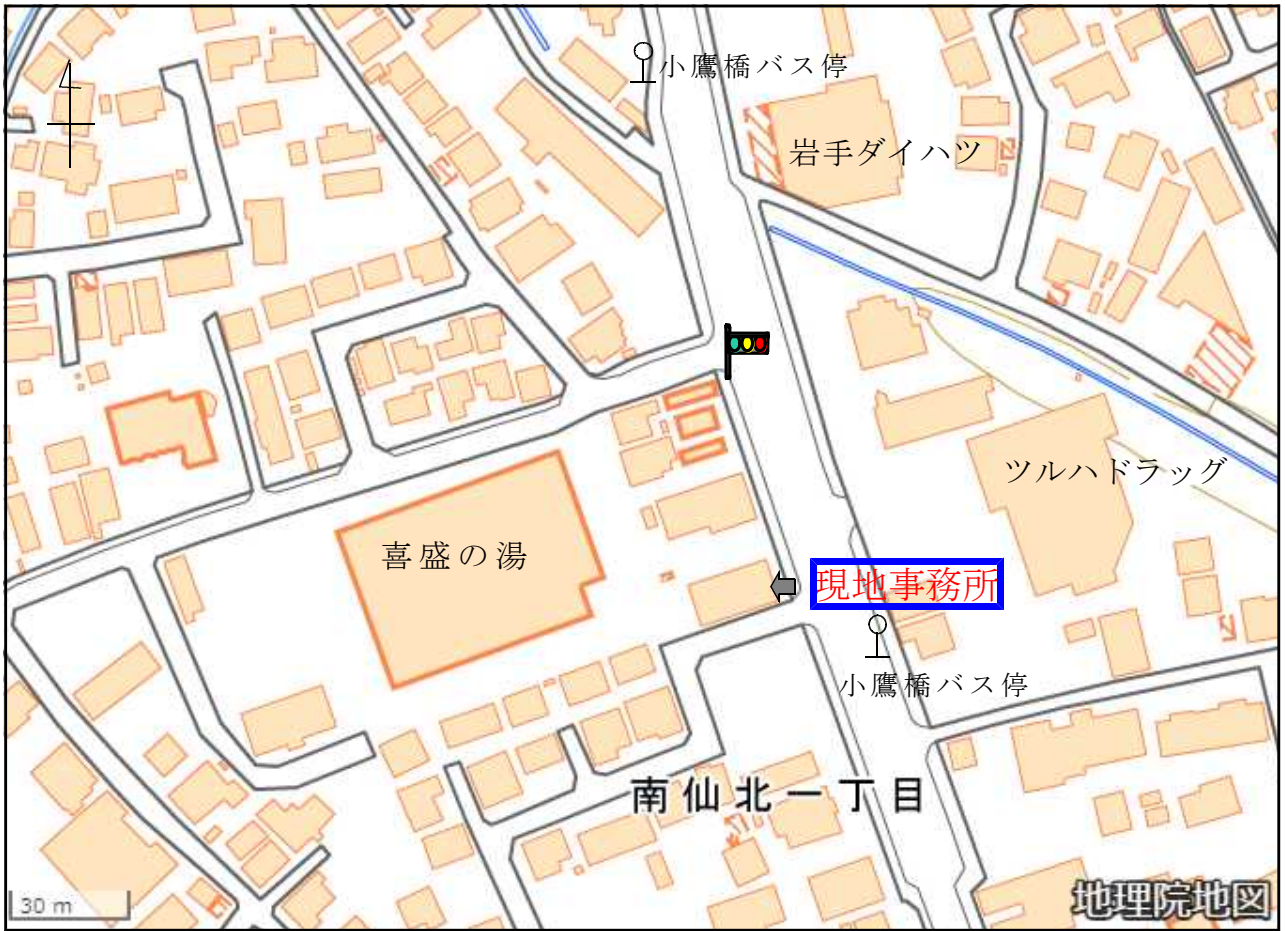 小鷹橋バス停
岩手ダイハツ
ツルハドラッグ
喜盛の湯
現地事務所
小鷹橋バス停
南仙北一丁目
30 m
地理院地図